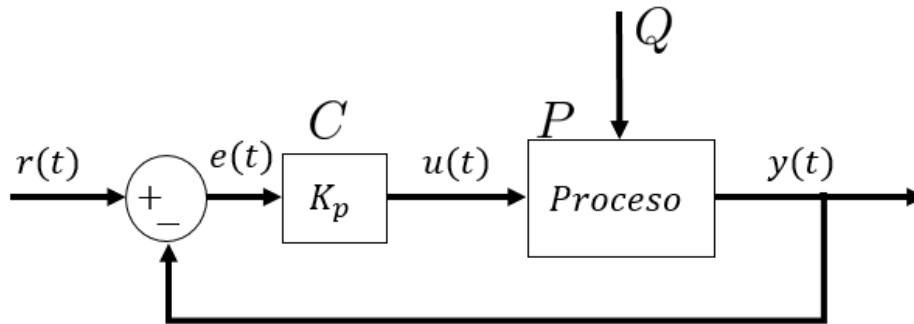 Q
C
P
r(t)
e(t)
u(t)
y(t)
+
−
K_p
Proceso